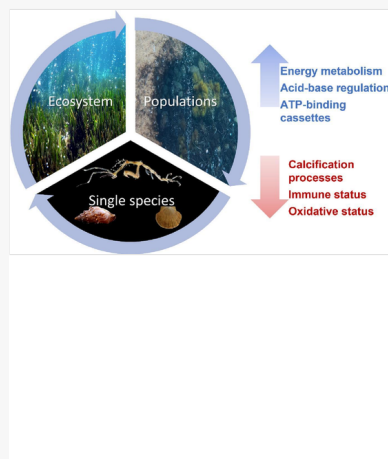 Ecosystem
Populations
Single species
Energy metabolism
Acid-base regulation
ATP-binding
cassettes
Calcification
processes
Immune status
Oxidative status